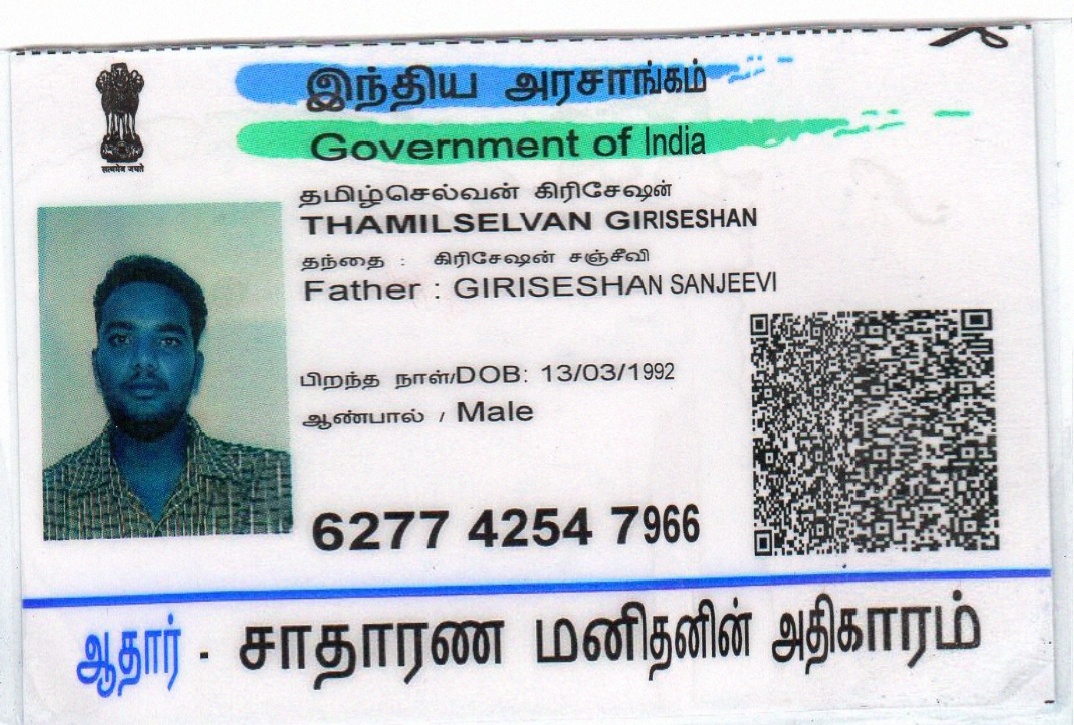 இந்திய அரசாங்கம்
Government of India
सत्यमेव जयते
தமிழ்செல்வன் கிரிசேஷன்
THAMILSELVAN GIRISESHAN
தந்தை : கிரிசேஷன் சஞ்சீவி
Father : GIRISESHAN SANJEEVI
பிறந்த நாள்/DOB: 13/03/1992
ஆண்பால் / Male
6277 4254 7966
ஆதார் - சாதாரண மனிதனின் அதிகாரம்